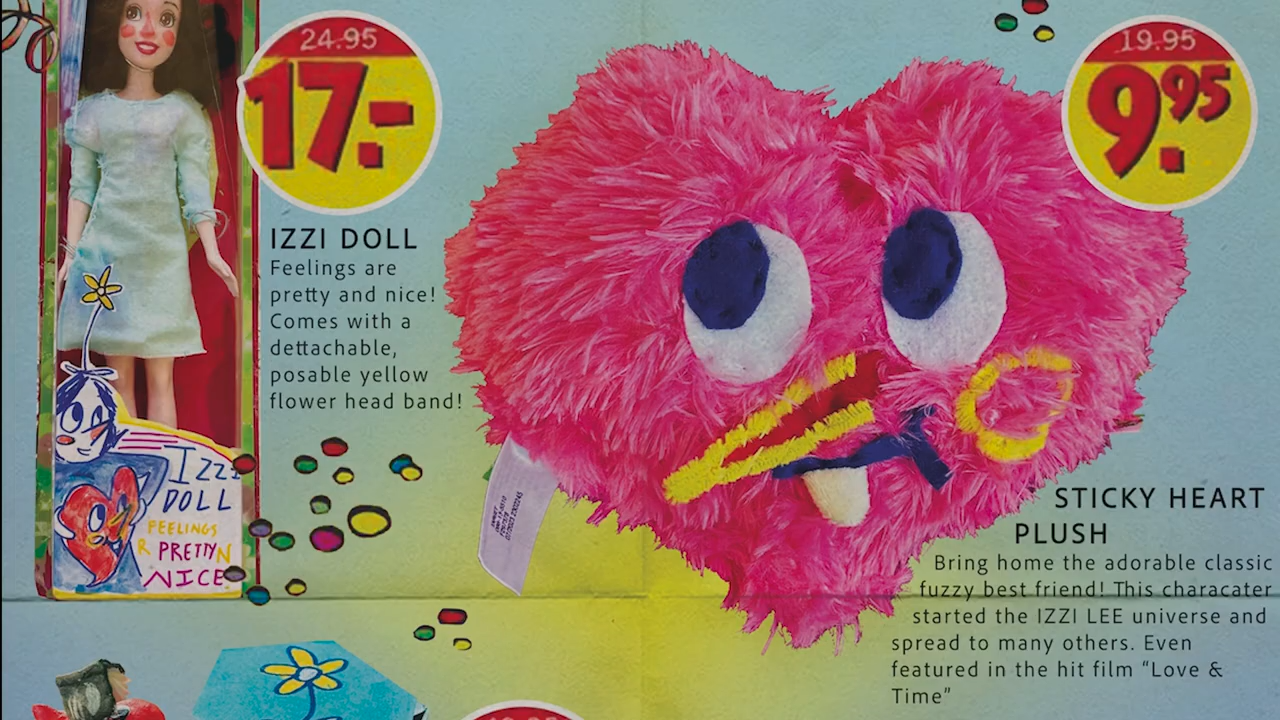 24.95
17.-
19.95
9.95
IZZI DOLL
Feelings are
pretty and nice!
Comes with a
dettachable,
posable yellow
flower head band!
IZZI
DOLL
FEELINGS
R PRETTY N
NICE
STICKY HEART
PLUSH
Bring home the adorable classic
fuzzy best friend! This characater
started the IZZI LEE universe and
spread to many others. Even
featured in the hit film "Love &
Time"